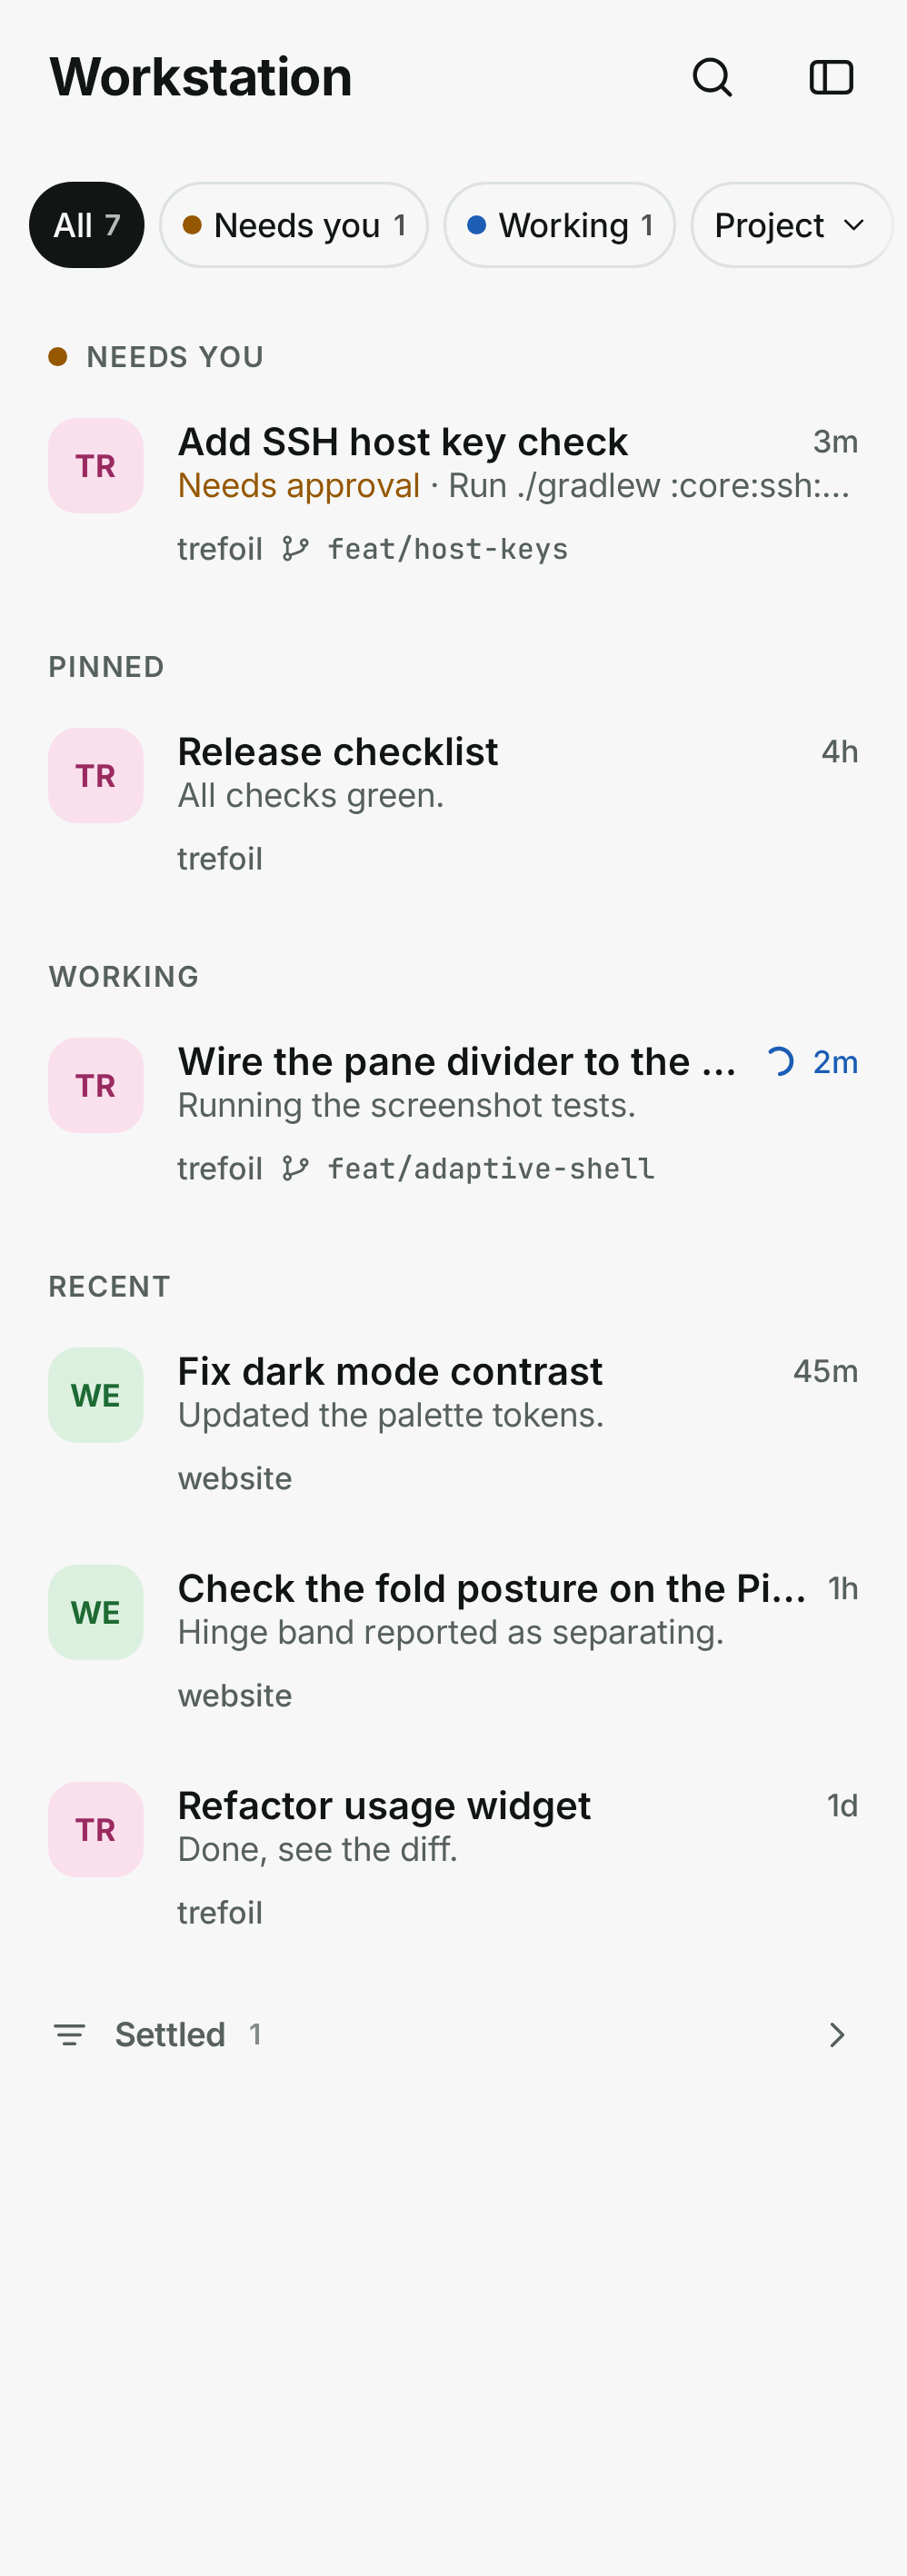 Workstation
All 7
Needs you 1
Working 1
Project
NEEDS YOU
TR
Add SSH host key check 3m
Needs approval · Run ./gradlew :core:ssh:...
trefoil feat/host-keys
PINNED
TR
Release checklist 4h
All checks green.
trefoil
WORKING
TR
Wire the pane divider to the ... 2m
Running the screenshot tests.
trefoil feat/adaptive-shell
RECENT
WE
Fix dark mode contrast 45m
Updated the palette tokens.
website
WE
Check the fold posture on the Pi... 1h
Hinge band reported as separating.
website
TR
Refactor usage widget 1d
Done, see the diff.
trefoil
Settled 1